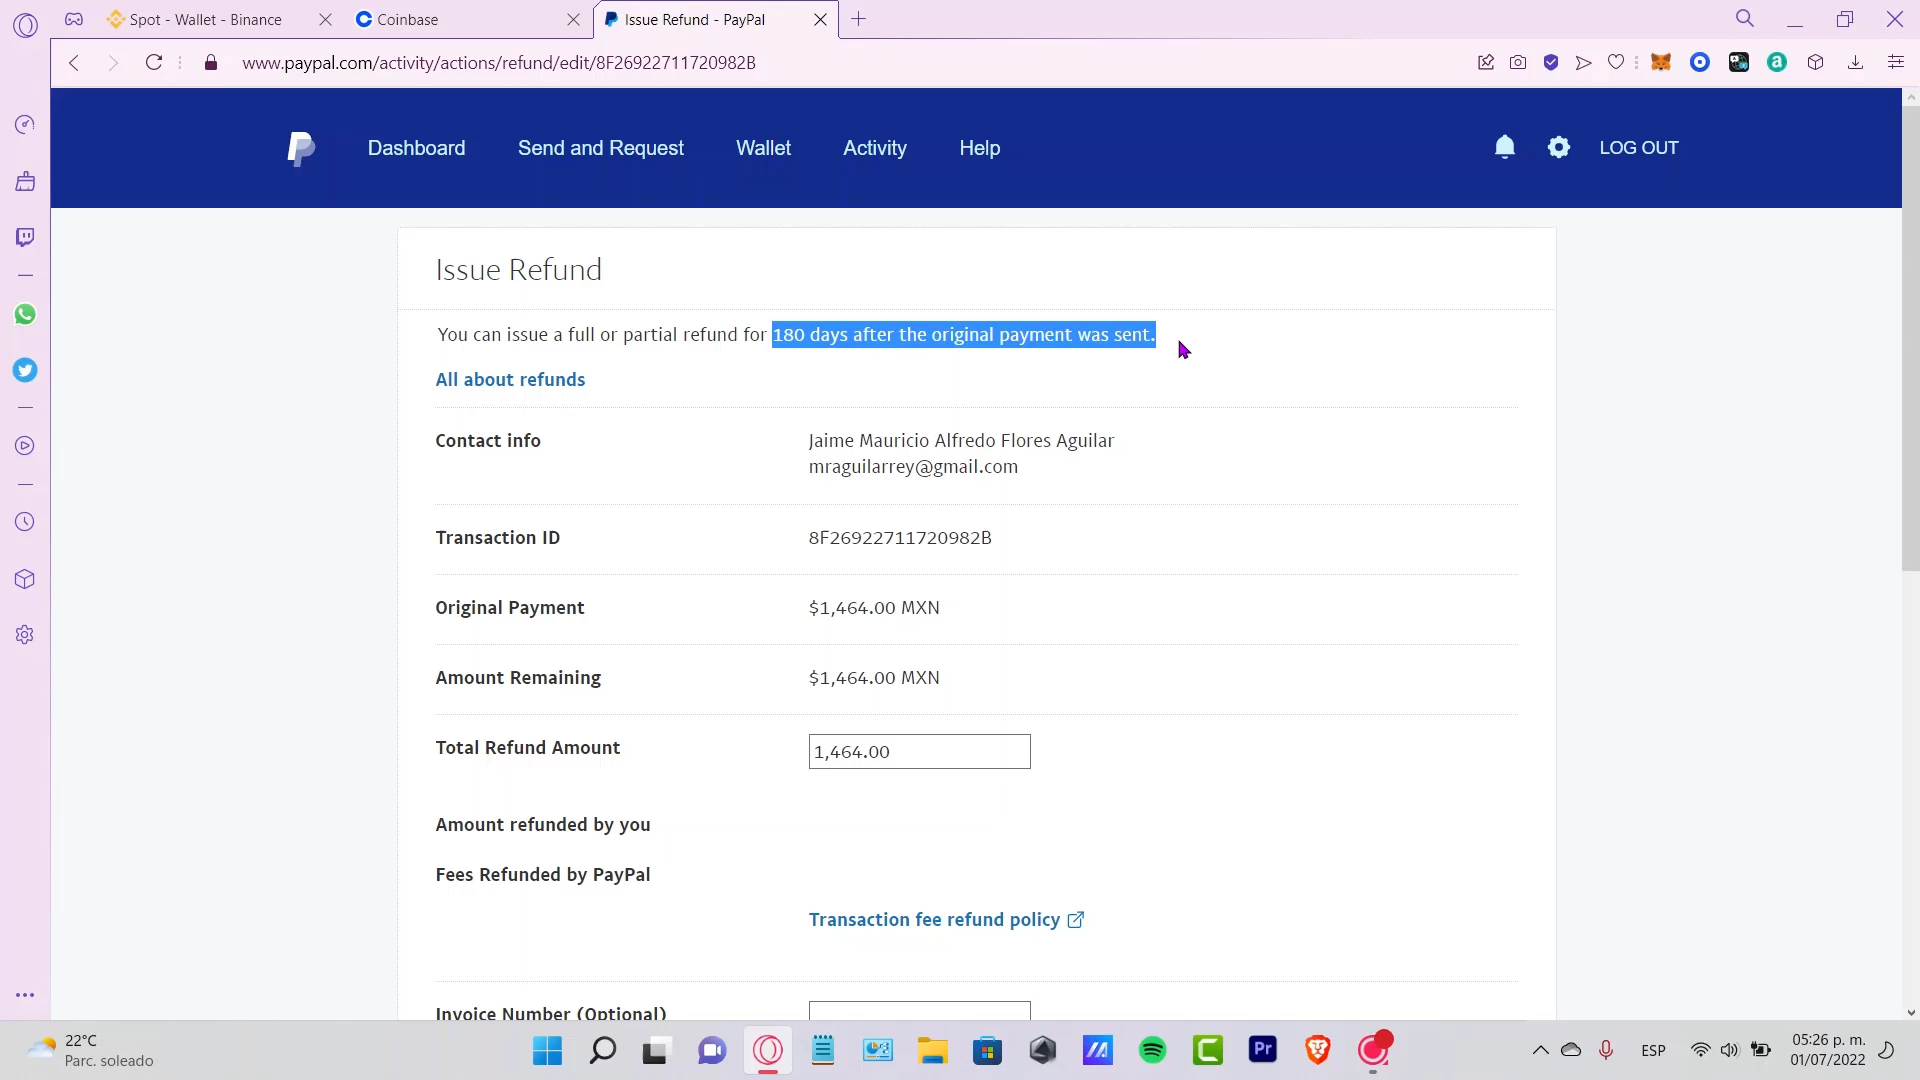 Spot - Wallet - Binance
Coinbase
Issue Refund - PayPal
www.paypal.com/activity/actions/refund/edit/8F26922711720982B
Dashboard
Send and Request
Wallet
Activity
Help
LOG OUT
Issue Refund
You can issue a full or partial refund for 180 days after the original payment was sent.
All about refunds
Contact info
Jaime Mauricio Alfredo Flores Aguilar
mraguilarrey@gmail.com
Transaction ID
8F26922711720982B
Original Payment
$1,464.00 MXN
Amount Remaining
$1,464.00 MXN
Total Refund Amount
1,464.00
Amount refunded by you
Fees Refunded by PayPal
Transaction fee refund policy
Invoice Number (Optional)
22°C
Parc. soleado
Pr
ESP
05:26 p. m.
01/07/2022